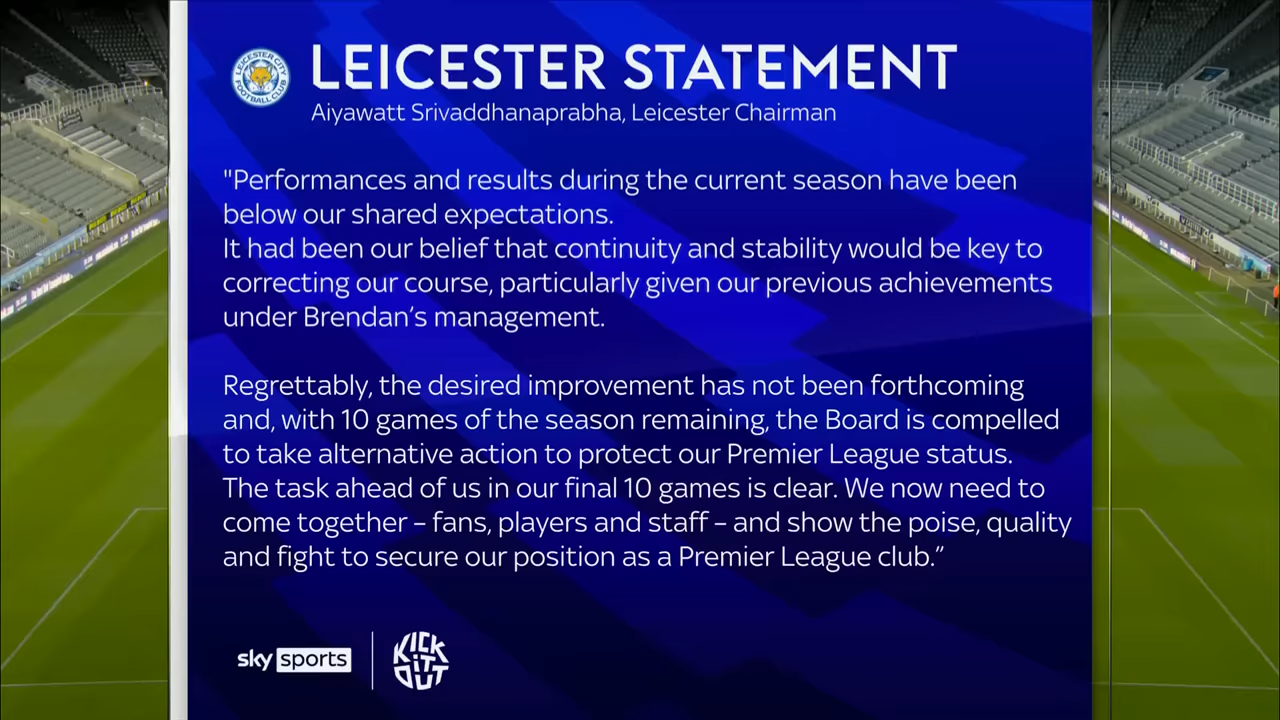 LEICESTER CITY
FOOTBALL CLUB
LEICESTER STATEMENT
Aiyawatt Srivaddhanaprabha, Leicester Chairman
"Performances and results during the current season have been
below our shared expectations.
It had been our belief that continuity and stability would be key to
correcting our course, particularly given our previous achievements
under Brendan’s management.
Regrettably, the desired improvement has not been forthcoming
and, with 10 games of the season remaining, the Board is compelled
to take alternative action to protect our Premier League status.
The task ahead of us in our final 10 games is clear. We now need to
come together – fans, players and staff – and show the poise, quality
and fight to secure our position as a Premier League club.”
sky sports
KICK
IT
OUT